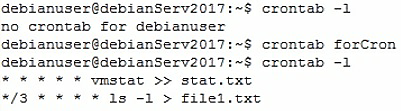 debianuser@debianServ2017:~$ crontab -l
no crontab for debianuser
debianuser@debianServ2017:~$ crontab forCron
debianuser@debianServ2017:~$ crontab -l
* * * * * vmstat >> stat.txt
*/3 * * * * ls -l > file1.txt